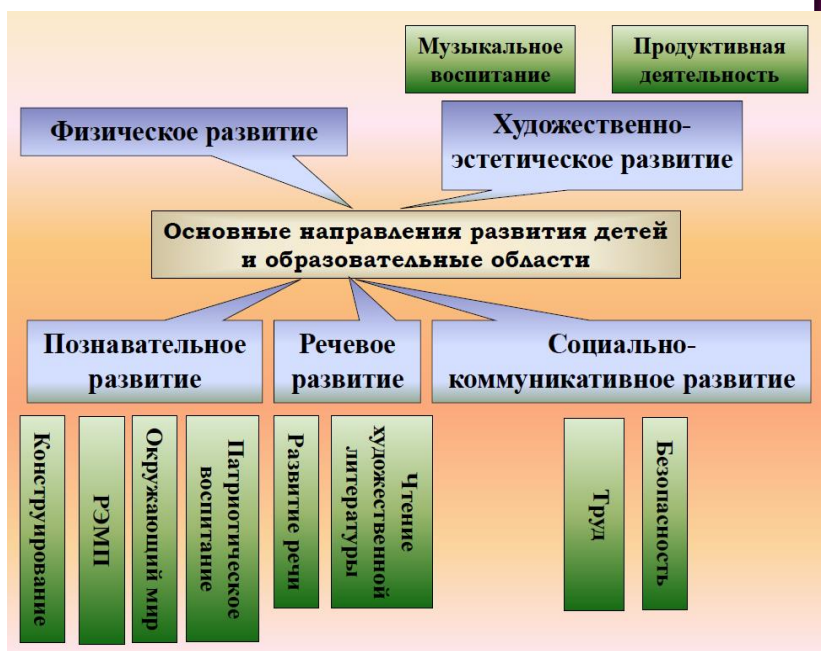 Музыкальное
воспитание
Продуктивная
деятельность
Физическое развитие
Художественно-
эстетическое развитие
Основные направления развития детей
и образовательные области
Познавательное
развитие
Речевое
развитие
Социально-
коммуникативное развитие
Конструирование
РЭМП
Окружающий мир
Патриотическое
воспитание
Развитие речи
Чтение
художественной
литературы
Труд
Безопасность